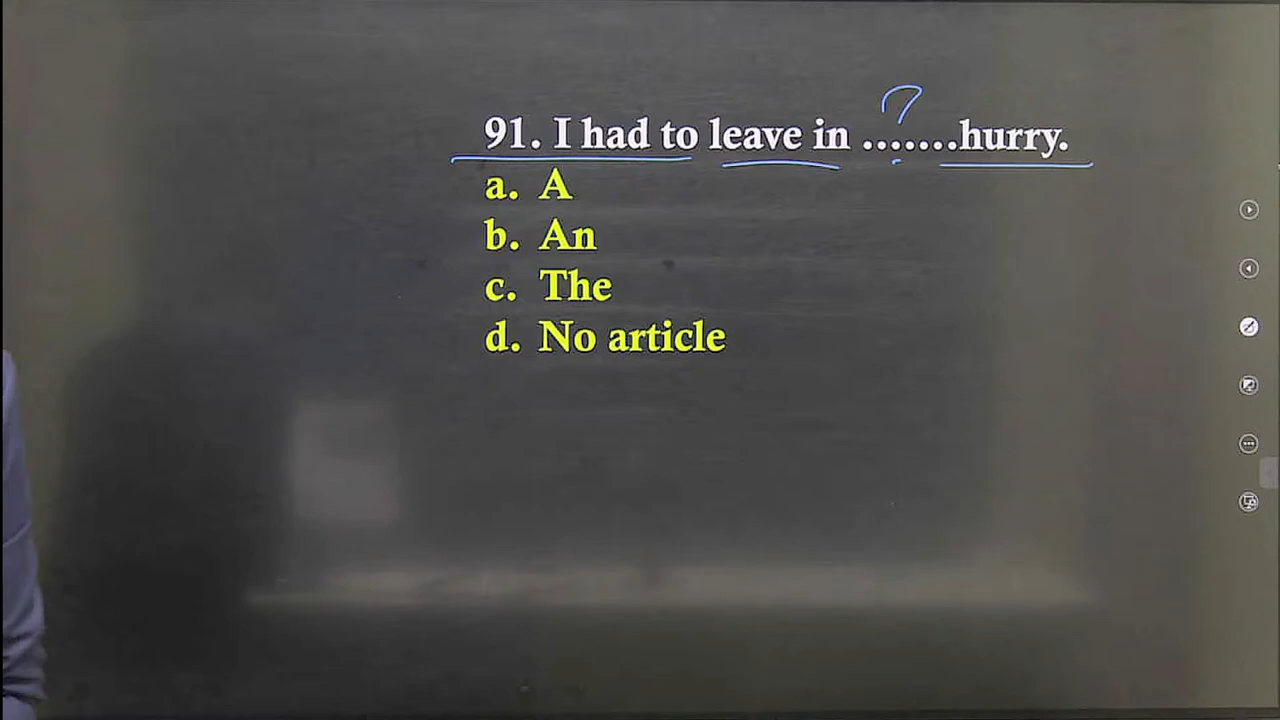 91. I had to leave in .......hurry.
a. A
b. An
c. The
d. No article